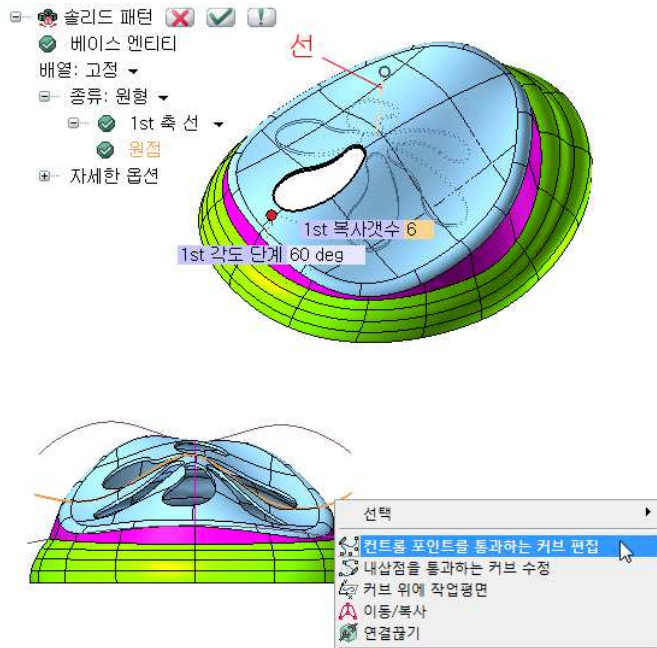 솔리드 패턴
베이스 엔티티
배열: 고정
종류: 원형
1st 축 선
원점
자세한 옵션
선
1st 복사갯수 6
1st 각도 단계 60 deg
선택
컨트롤 포인트를 통과하는 커브 편집
내삽점을 통과하는 커브 수정
커브 위에 작업평면
이동/복사
연결끊기